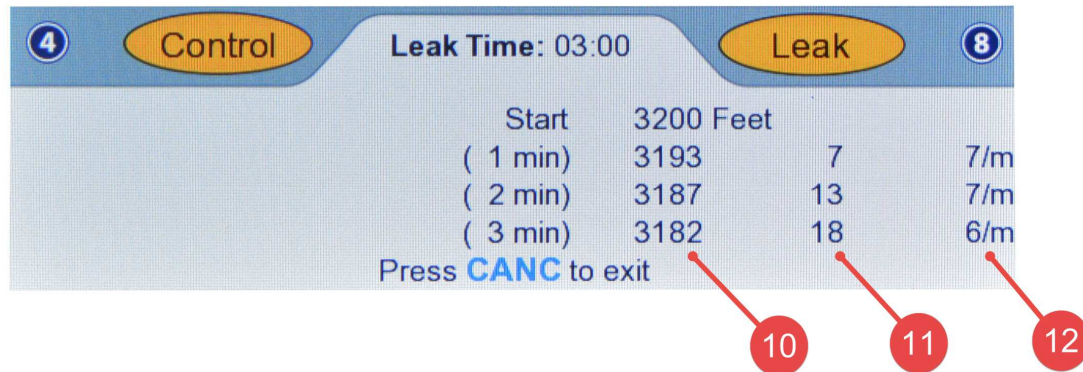 4 Control Leak Time: 03:00 Leak 8
Start 3200 Feet
( 1 min) 3193 7 7/m
( 2 min) 3187 13 7/m
( 3 min) 3182 18 6/m
Press CANC to exit
10 11 12